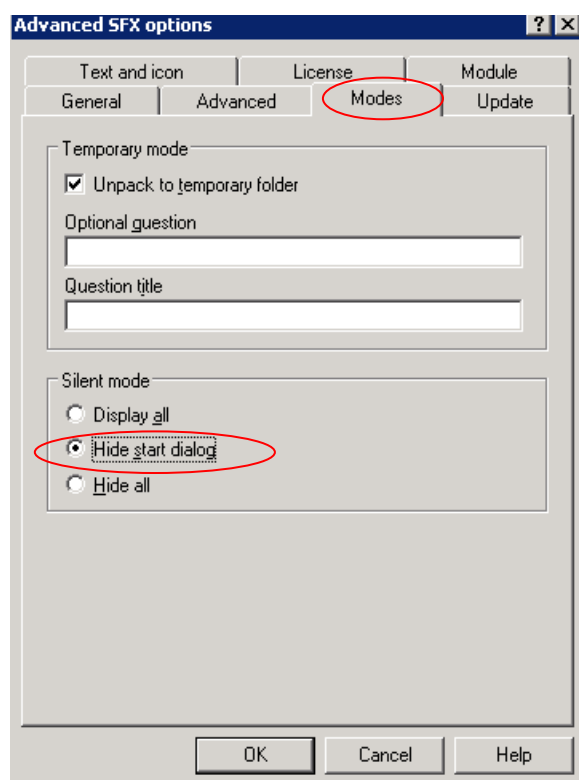 Advanced SFX options
Text and icon License Module
General Advanced Modes Update
Temporary mode
Unpack to temporary folder
Optional question
Question title
Silent mode
Display all
Hide start dialog
Hide all
OK Cancel Help